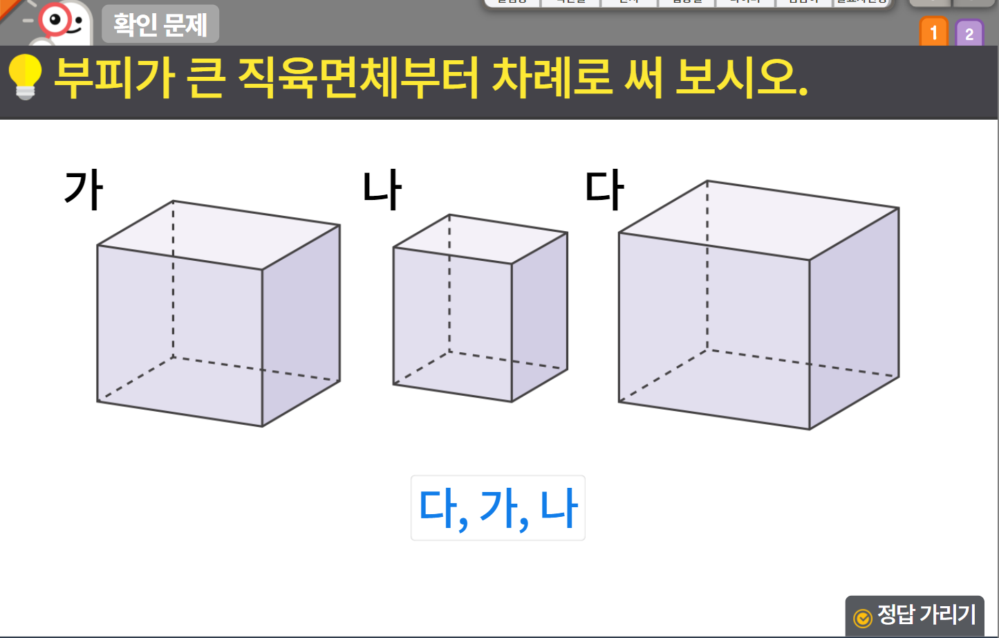 확인 문제
1
2
부피가 큰 직육면체부터 차례로 써 보시오.
가
나
다
다, 가, 나
정답 가리기